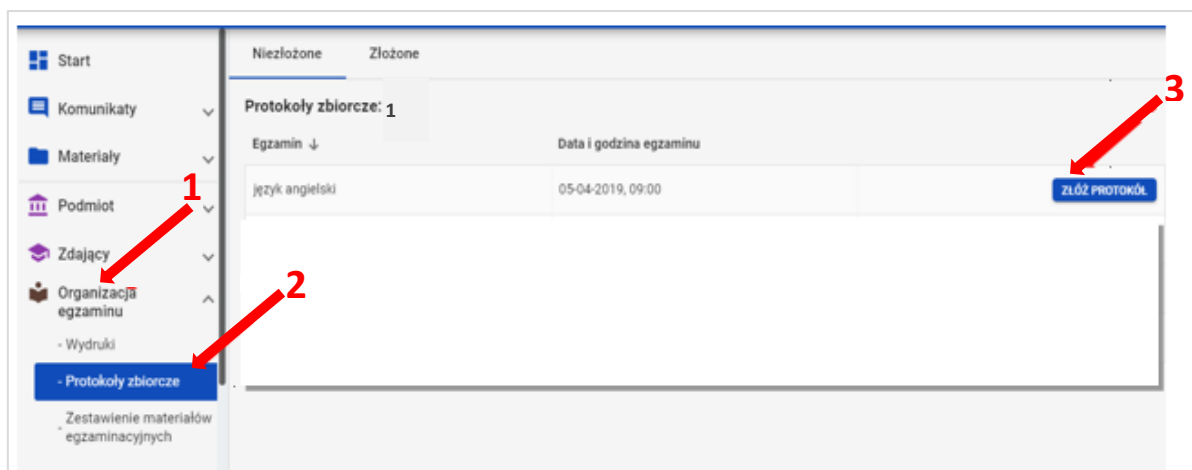 Start
Komunikaty
Materiały
Podmiot
Zdający
Organizacja
egzaminu
- Wydruki
- Protokoły zbiorcze
- Zestawienie materiałów
egzaminacyjnych
1
2
Niezłożone Złożone
Protokoły zbiorcze: 1
Egzamin ↓ Data i godzina egzaminu
język angielski 05-04-2019, 09:00 ZŁÓŻ PROTOKÓŁ
3